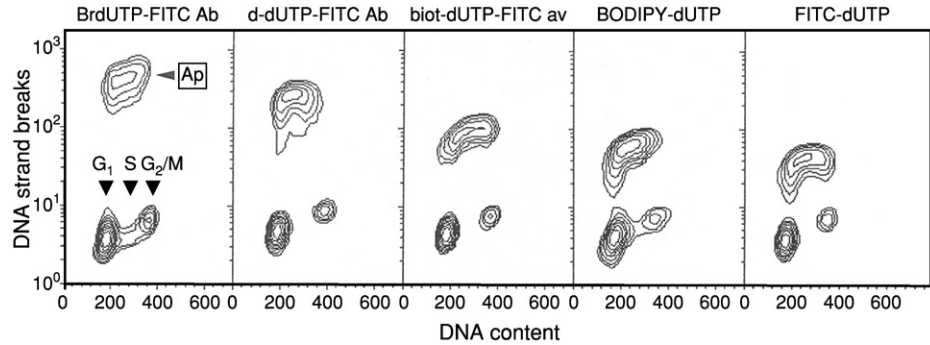 BrdUTP-FITC Ab d-dUTP-FITC Ab biot-dUTP-FITC av BODIPY-dUTP FITC-dUTP
DNA strand breaks
10³
10²
10¹
10⁰
Ap
G₁ S G₂/M
0 200 400 600 0 200 400 600 0 200 400 600 0 200 400 600 0 200 400 600
DNA content